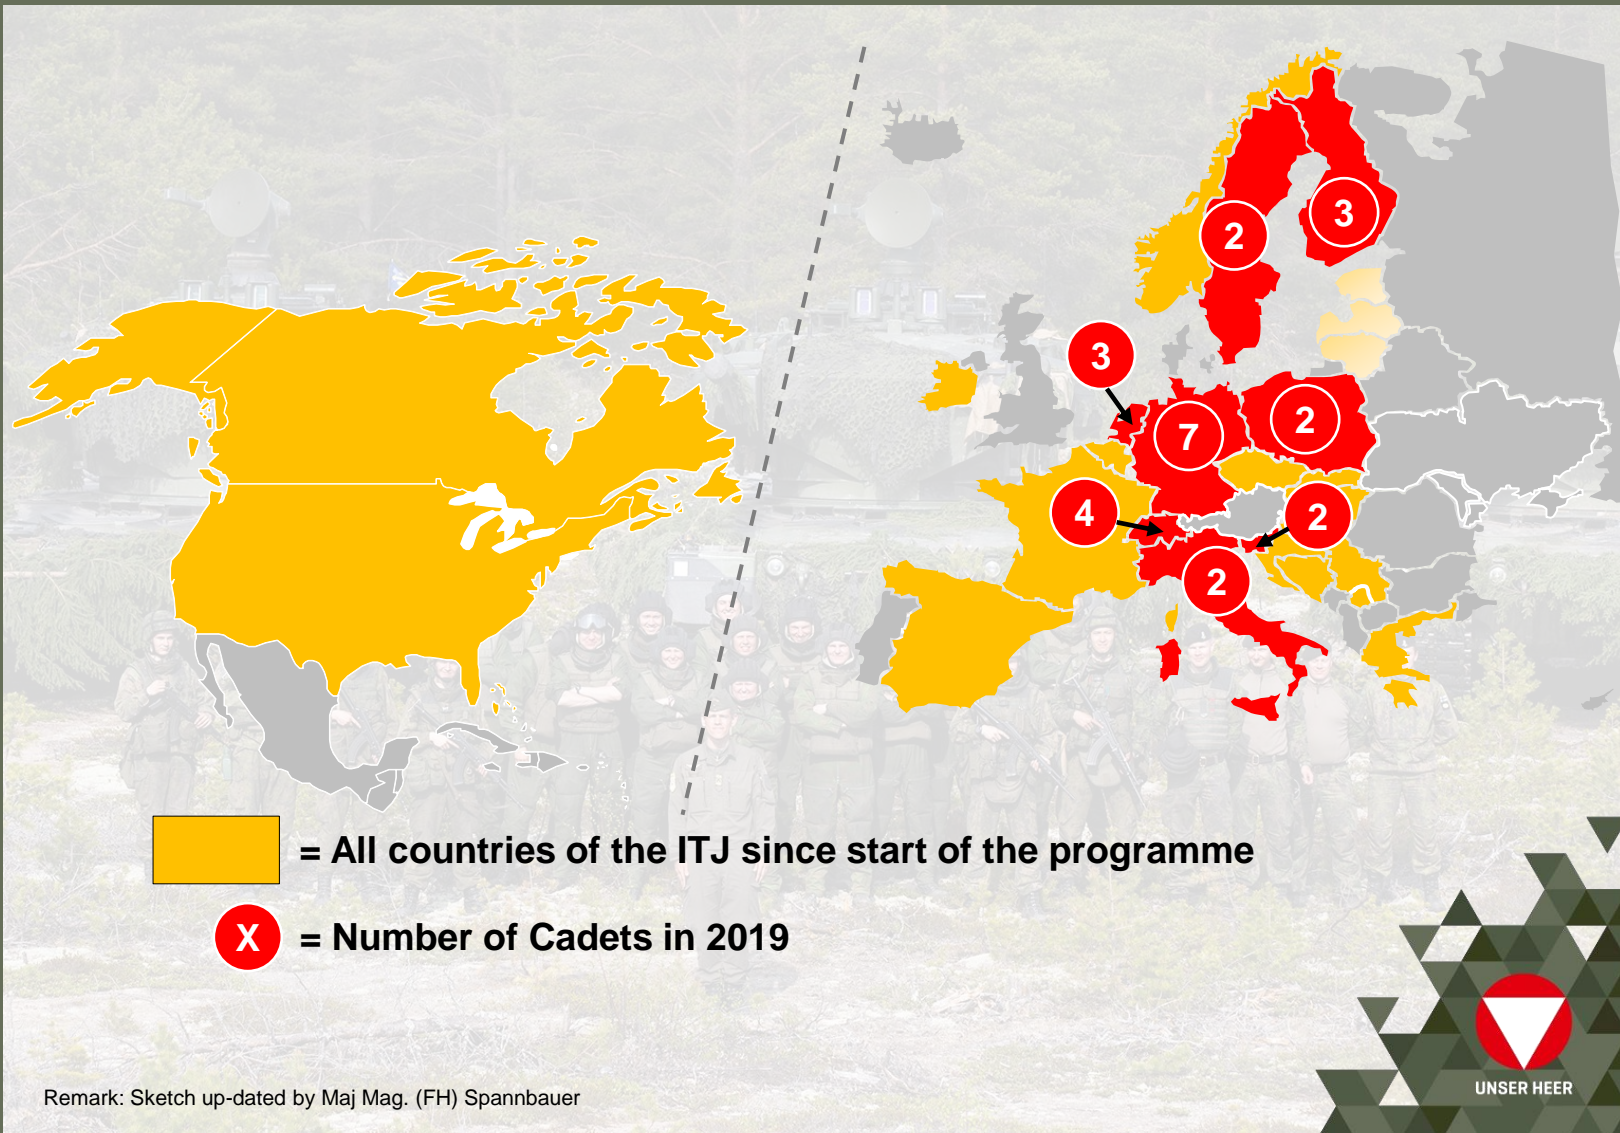 2
3
3
7
2
4
2
2
= All countries of the ITJ since start of the programme
X = Number of Cadets in 2019
Remark: Sketch up-dated by Maj Mag. (FH) Spannbauer
UNSER HEER